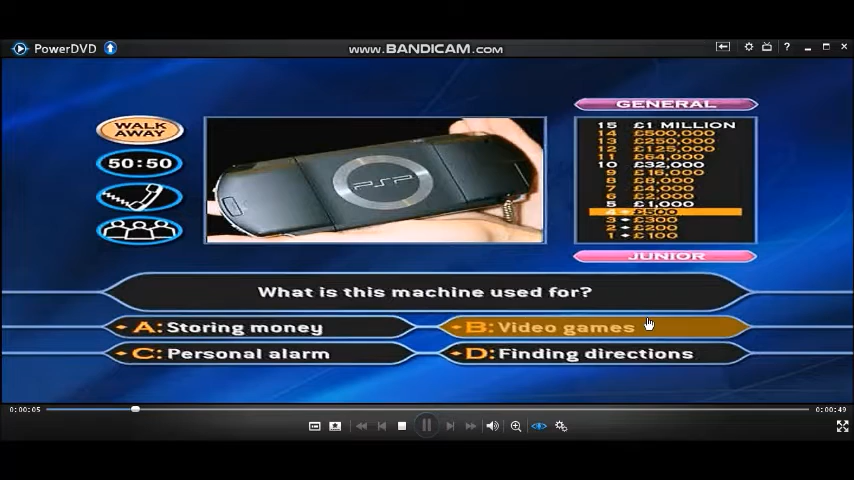 PowerDVD
www.BANDICAM.com
?
WALK
AWAY
50:50
PSP
GENERAL
15 £1 MILLION
14 £500,000
13 £250,000
12 £125,000
11 £64,000
10 £32,000
9 £16,000
8 £8,000
7 £4,000
6 £2,000
5 £1,000
4 £500
3 £300
2 £200
1 £100
JUNIOR
What is this machine used for?
A: Storing money
B: Video games
C: Personal alarm
D: Finding directions
0:00:05
0:00:49